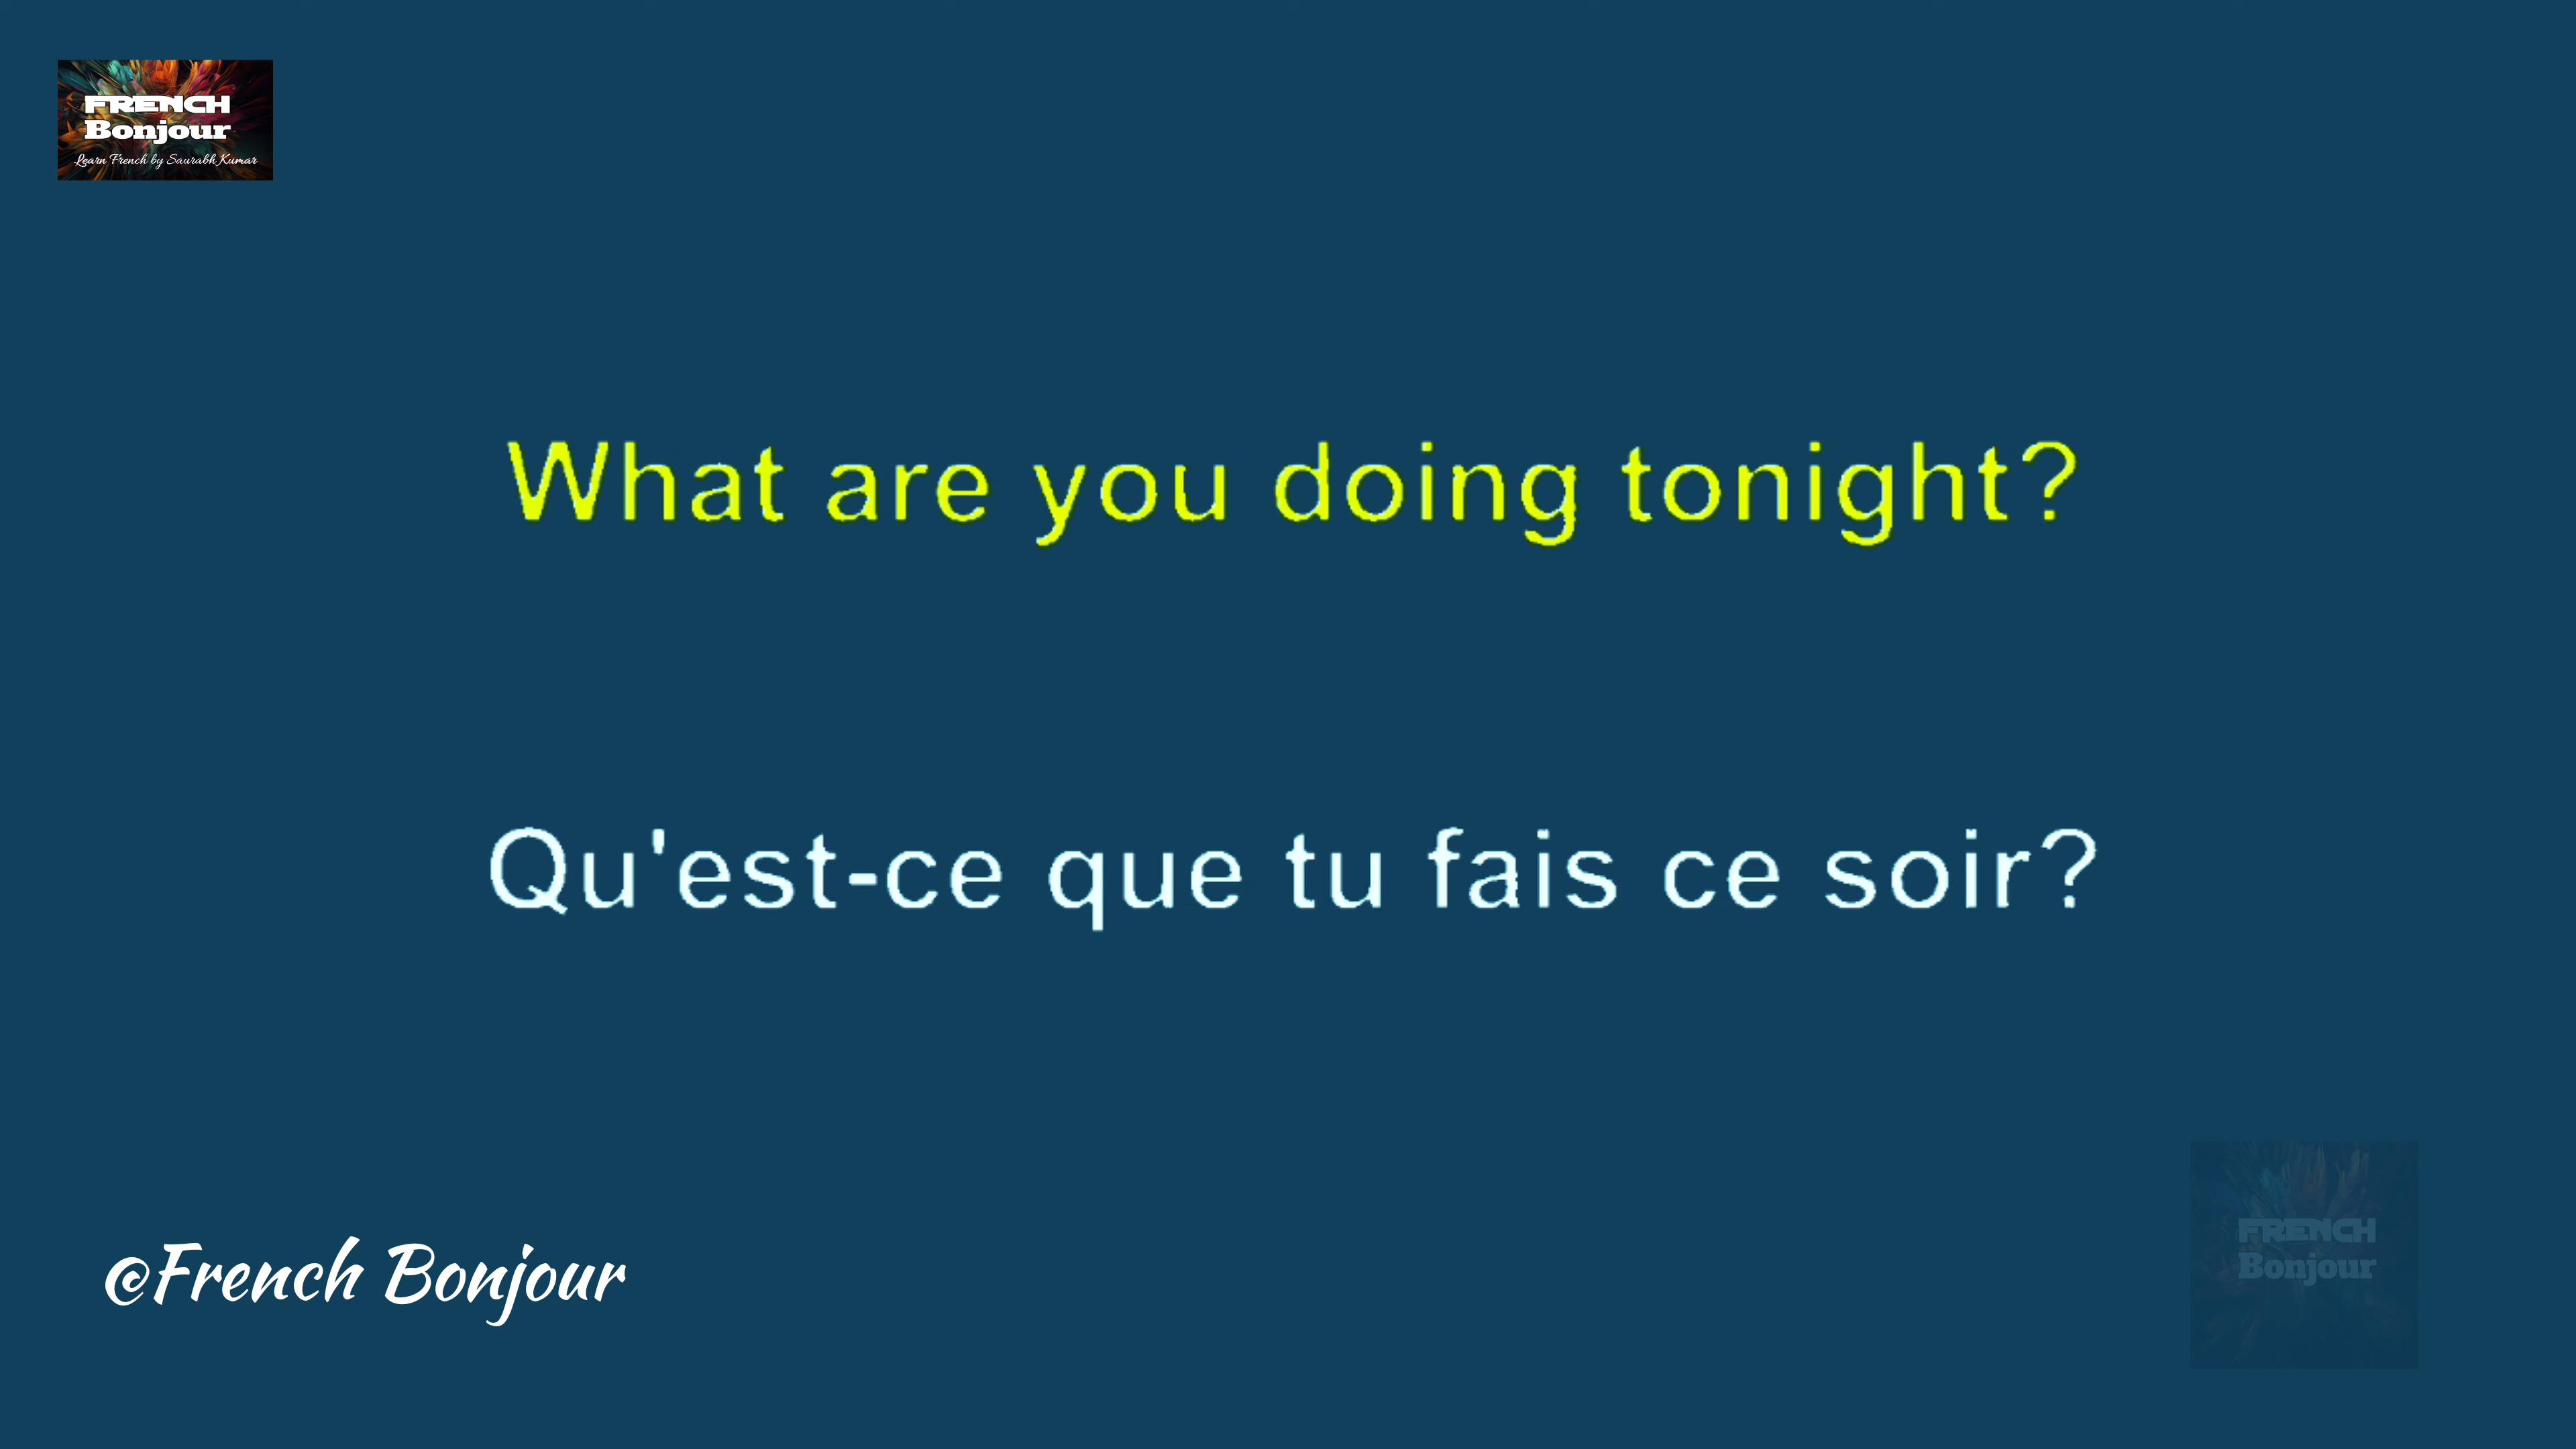 FRENCH
Bonjour
Learn French by Saurabh Kumar
What are you doing tonight?
Qu'est-ce que tu fais ce soir?
@French Bonjour
FRENCH
Bonjour